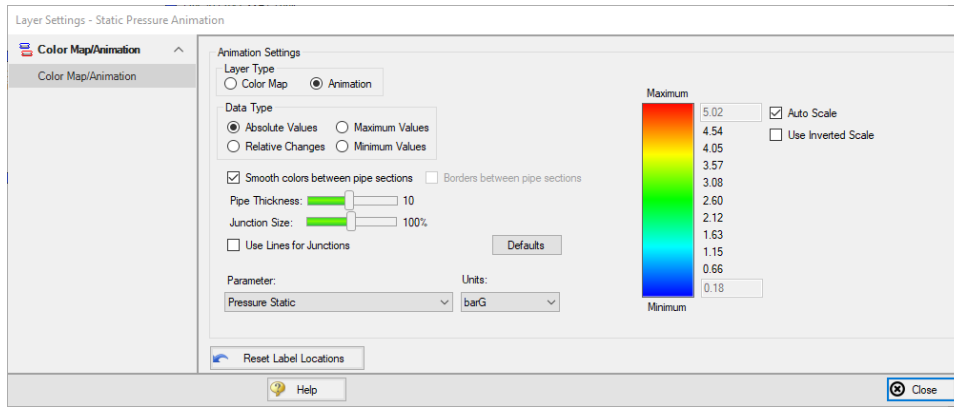 Layer Settings - Static Pressure Animation
Color Map/Animation
Color Map/Animation
Animation Settings
Layer Type
Color Map Animation
Data Type
Absolute Values Maximum Values
Relative Changes Minimum Values
Smooth colors between pipe sections Borders between pipe sections
Pipe Thickness: 10
Junction Size: 100%
Use Lines for Junctions Defaults
Parameter: Units:
Pressure Static barG
Maximum
5.02 Auto Scale
4.54 Use Inverted Scale
4.05
3.57
3.08
2.60
2.12
1.63
1.15
0.66
0.18
Minimum
Reset Label Locations
Help Close